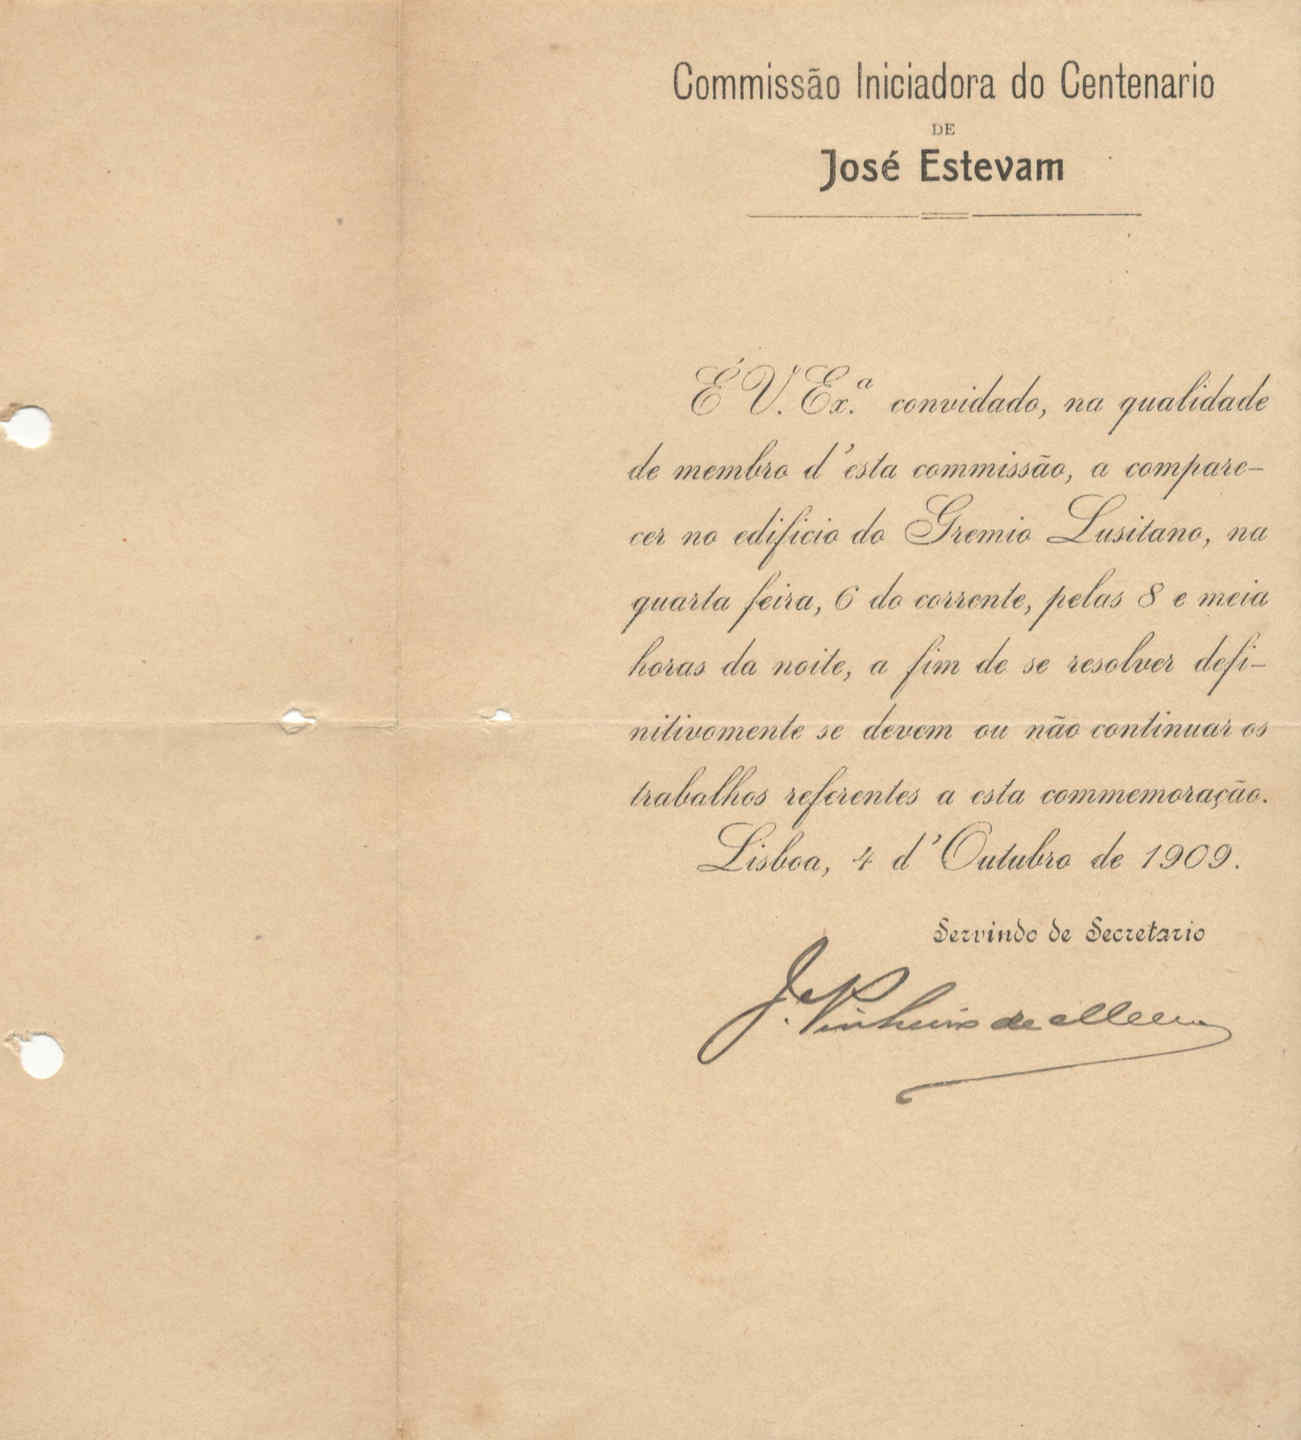 Commissão Iniciadora do Centenario
DE
José Estevam
É V. Ex.ª convidado, na qualidade
de membro d'esta commissão, a compare-
cer no edificio do Gremio Lusitano, na
quarta feira, 6 do corrente, pelas 8 e meia
horas da noite, a fim de se resolver defi-
nitivomente se devem ou não continuar os
trabalhos referentes a esta commemoração.
Lisboa, 4 d'Outubro de 1909.
Servindo de Secretario
J. Pinheiro de Mello